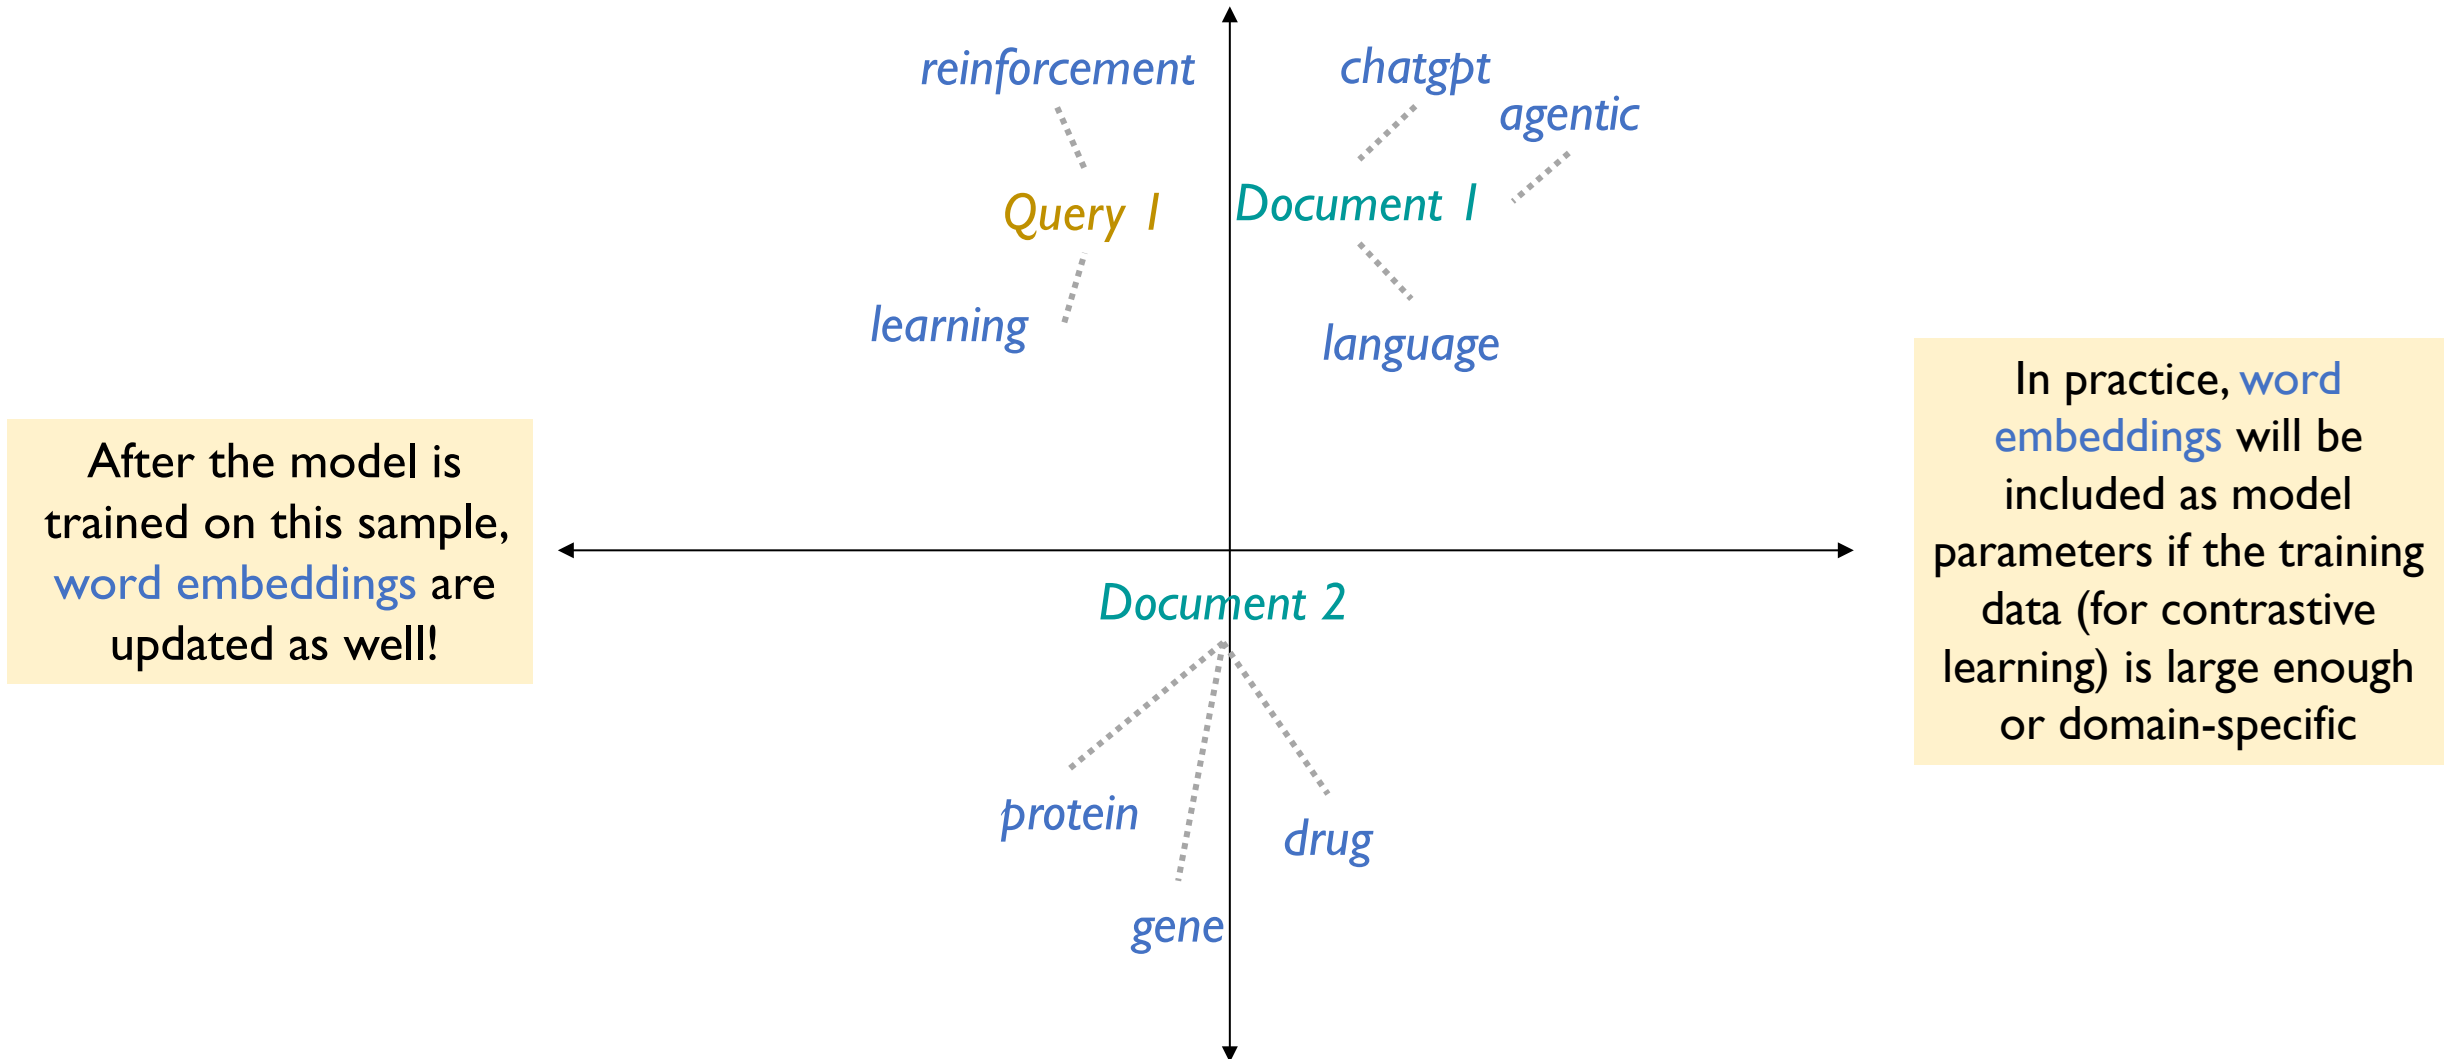 reinforcement
chatgpt
agentic
Query 1
Document 1
learning
language
After the model is
trained on this sample,
word embeddings are
updated as well!
In practice, word
embeddings will be
included as model
parameters if the training
data (for contrastive
learning) is large enough
or domain-specific
Document 2
protein
drug
gene